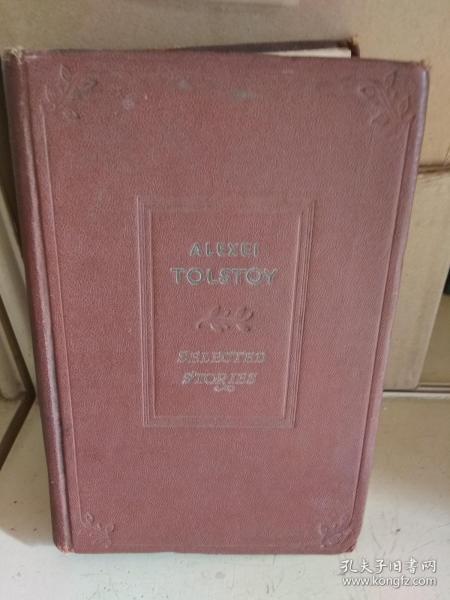 ALEXEI
TOLSTOY
SELECTED
STORIES
孔夫子旧书网
www.kongfz.com